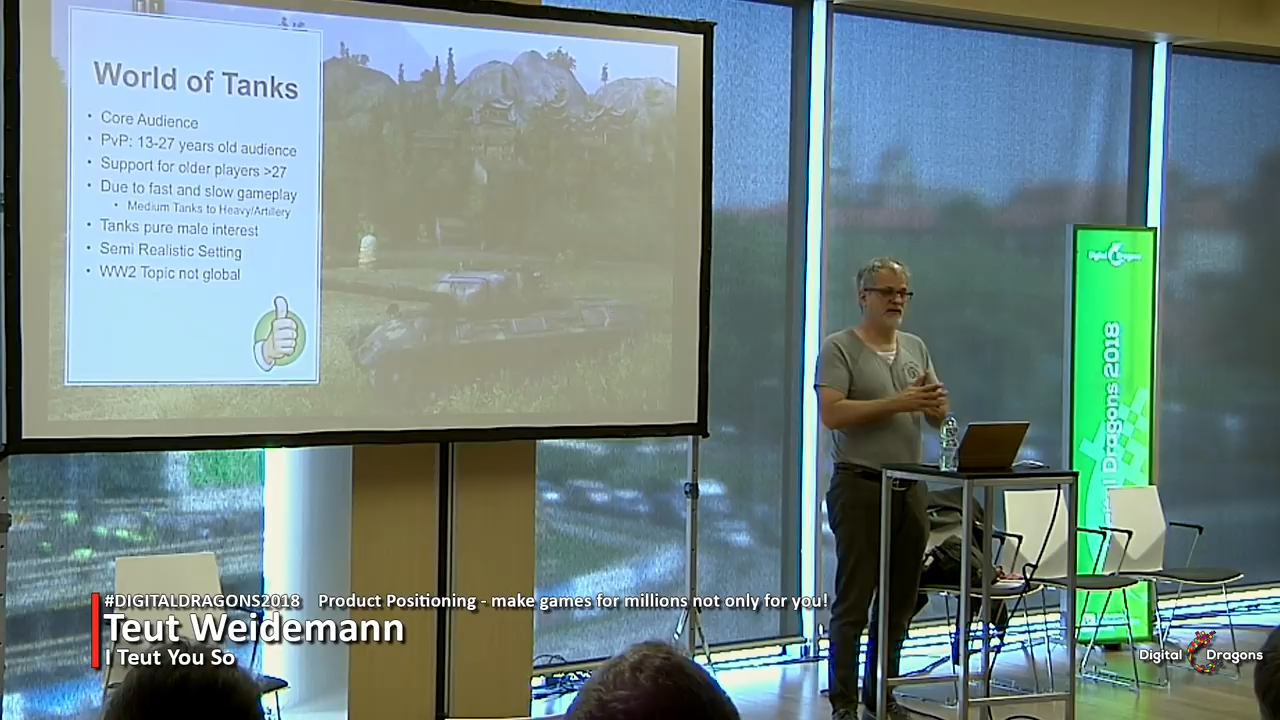 World of Tanks
• Core Audience
• PvP: 13-27 years old audience
• Support for older players >27
• Due to fast and slow gameplay
• Medium Tanks to Heavy/Artillery
• Tanks pure male interest
• Semi Realistic Setting
• WW2 Topic not global
Digital Dragons
Dragons 2018
#DIGITALDRAGONS2018 Product Positioning - make games for millions not only for you!
Teut Weidemann
I Teut You So
Digital Dragons